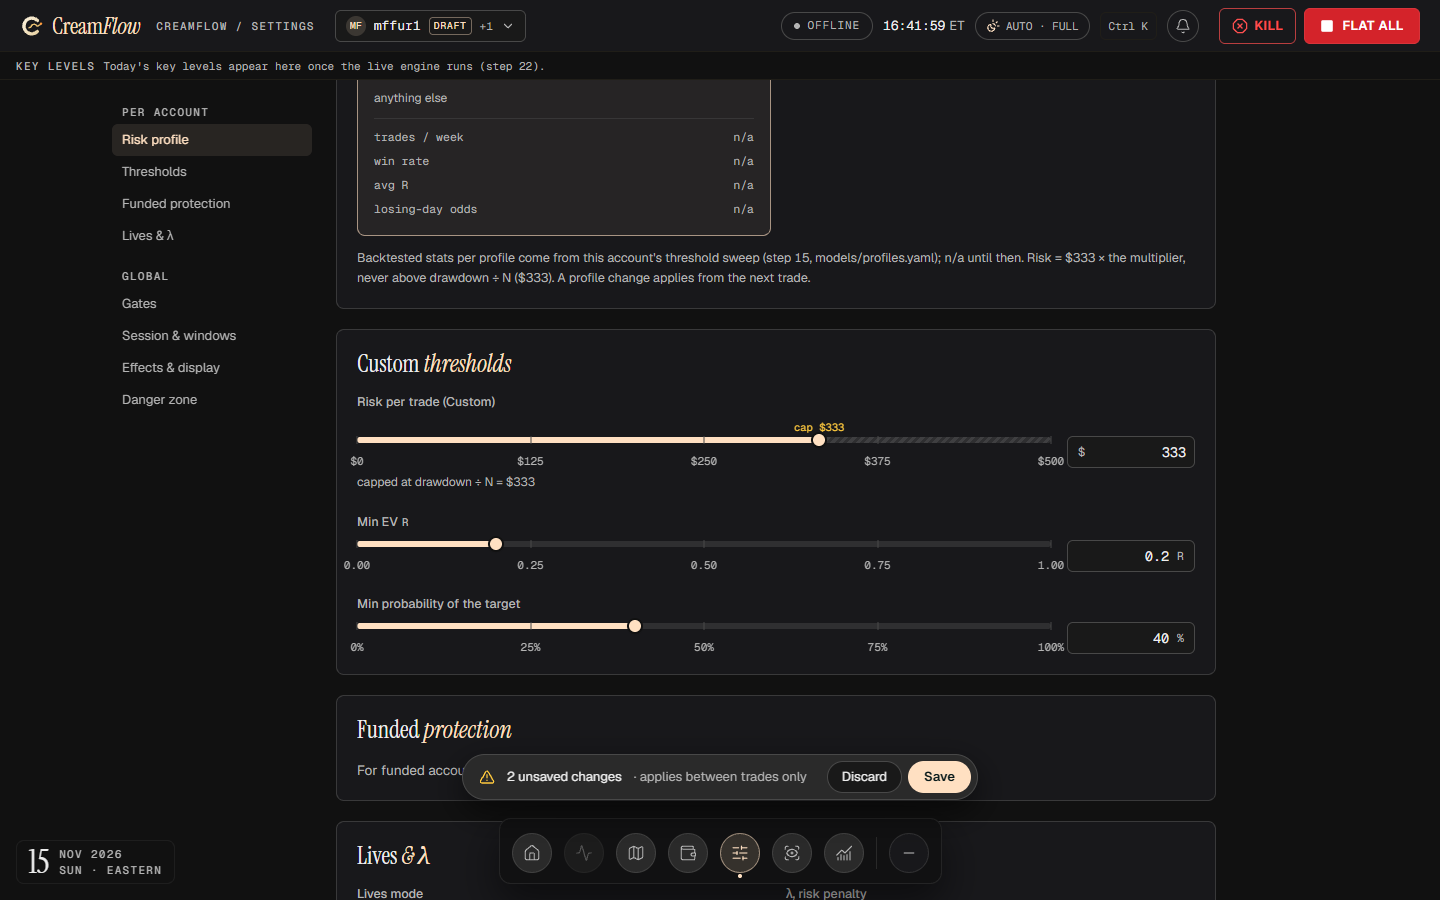 CreamFlow CREAMFLOW / SETTINGS MF mffur1 DRAFT +1 OFFLINE 16:41:59 ET AUTO · FULL Ctrl K KILL FLAT ALL
KEY LEVELS Today's key levels appear here once the live engine runs (step 22).
PER ACCOUNT
Risk profile
Thresholds
Funded protection
Lives & λ
GLOBAL
Gates
Session & windows
Effects & display
Danger zone
anything else
trades / week n/a
win rate n/a
avg R n/a
losing-day odds n/a
Backtested stats per profile come from this account's threshold sweep (step 15, models/profiles.yaml); n/a until then. Risk = $333 × the multiplier,
never above drawdown ÷ N ($333). A profile change applies from the next trade.
Custom thresholds
Risk per trade (Custom)
cap $333
$0 $125 $250 $375 $500 $ 333
capped at drawdown ÷ N = $333
Min EV R
0.00 0.25 0.50 0.75 1.00 0.2 R
Min probability of the target
0% 25% 50% 75% 100% 40 %
Funded protection
For funded accou
2 unsaved changes · applies between trades only Discard Save
Lives & λ
Lives mode λ, risk penalty
15 NOV 2026
SUN · EASTERN